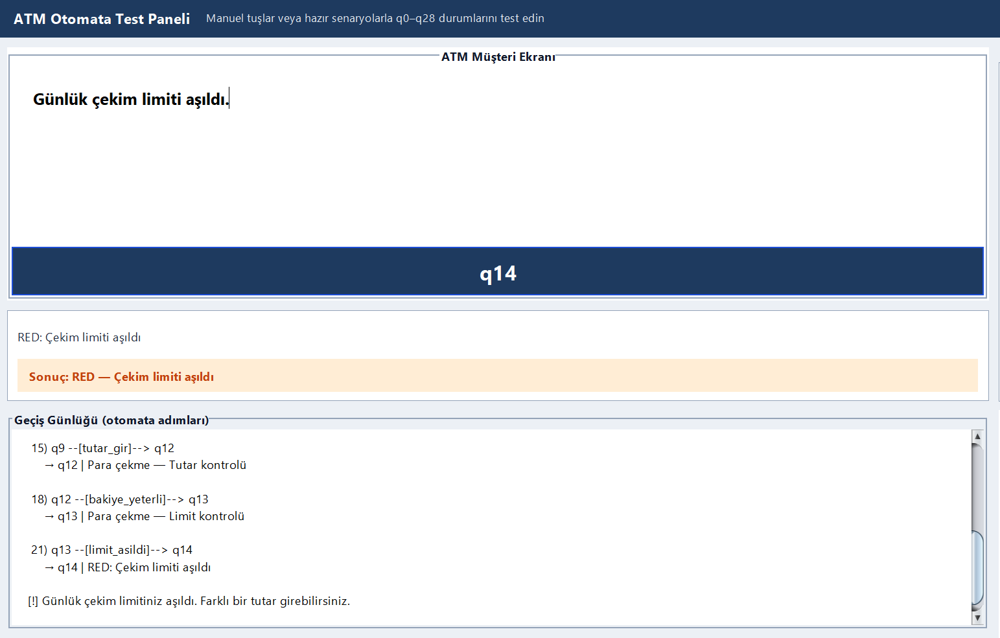 ATM Otomata Test Paneli
Manuel tuşlar veya hazır senaryolarla q0–q28 durumlarını test edin
ATM Müşteri Ekranı
Günlük çekim limiti aşıldı.
q14
RED: Çekim limiti aşıldı
Sonuç: RED — Çekim limiti aşıldı
Geçiş Günlüğü (otomata adımları)
15) q9 --[tutar_gir]--> q12
→ q12 | Para çekme — Tutar kontrolü
18) q12 --[bakiye_yeterli]--> q13
→ q13 | Para çekme — Limit kontrolü
21) q13 --[limit_asildi]--> q14
→ q14 | RED: Çekim limiti aşıldı
[!] Günlük çekim limitiniz aşıldı. Farklı bir tutar girebilirsiniz.